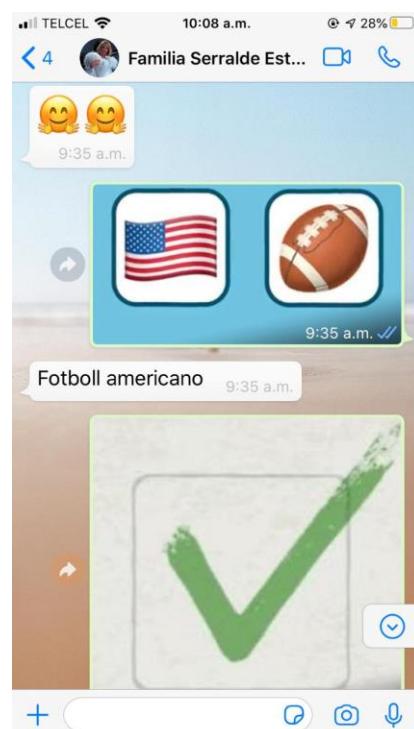 TELCEL 10:08 a.m. 28%
4 Familia Serralde Est...
9:35 a.m.
9:35 a.m.
Fotboll americano 9:35 a.m.